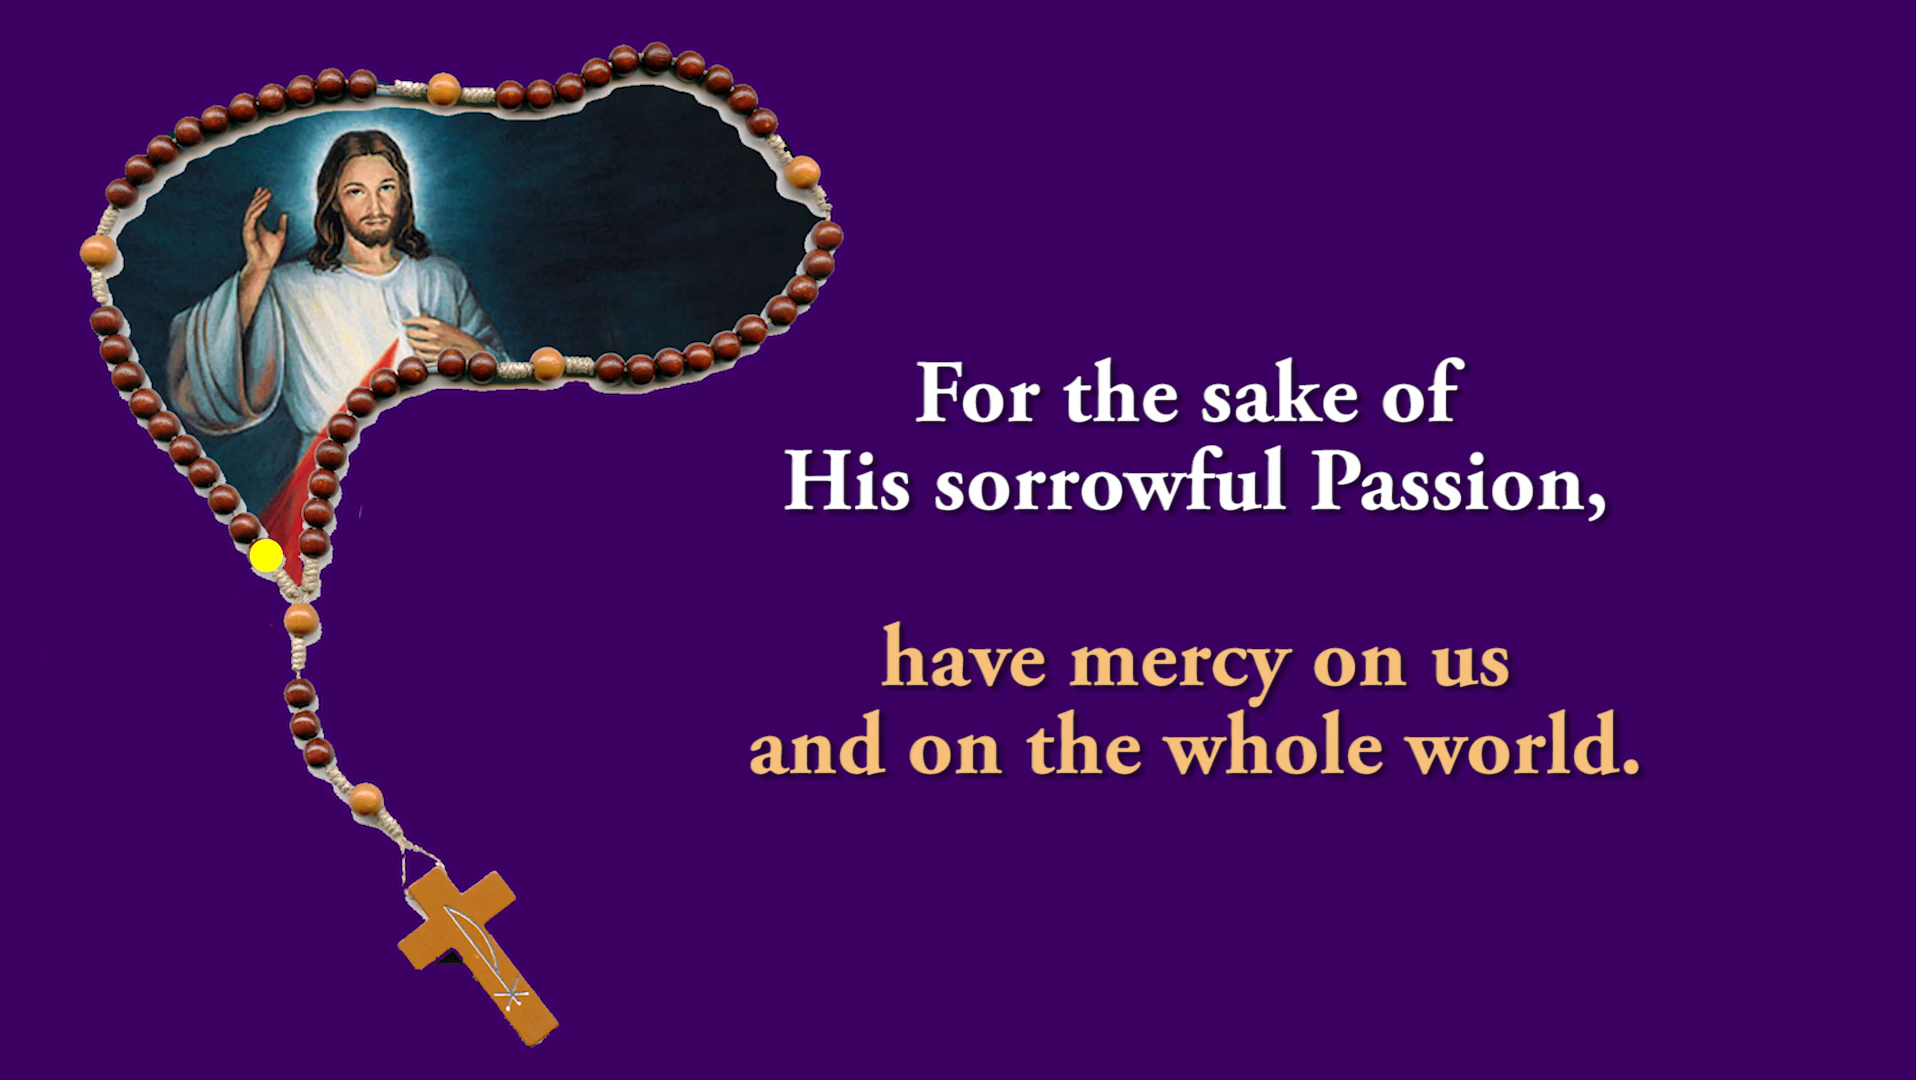 For the sake of
His sorrowful Passion,
have mercy on us
and on the whole world.